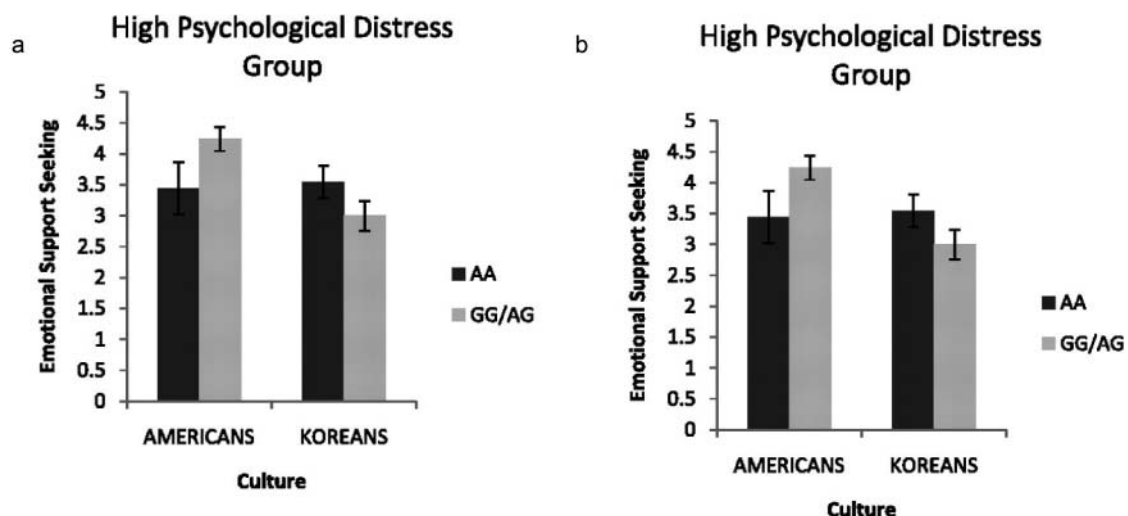 a
High Psychological Distress
Group
Emotional Support Seeking
5
4.5
4
3.5
3
2.5
2
1.5
1
0.5
0
AMERICANS KOREANS
Culture
AA
GG/AG
b
High Psychological Distress
Group
Emotional Support Seeking
5
4.5
4
3.5
3
2.5
2
1.5
1
0.5
0
AMERICANS KOREANS
Culture
AA
GG/AG